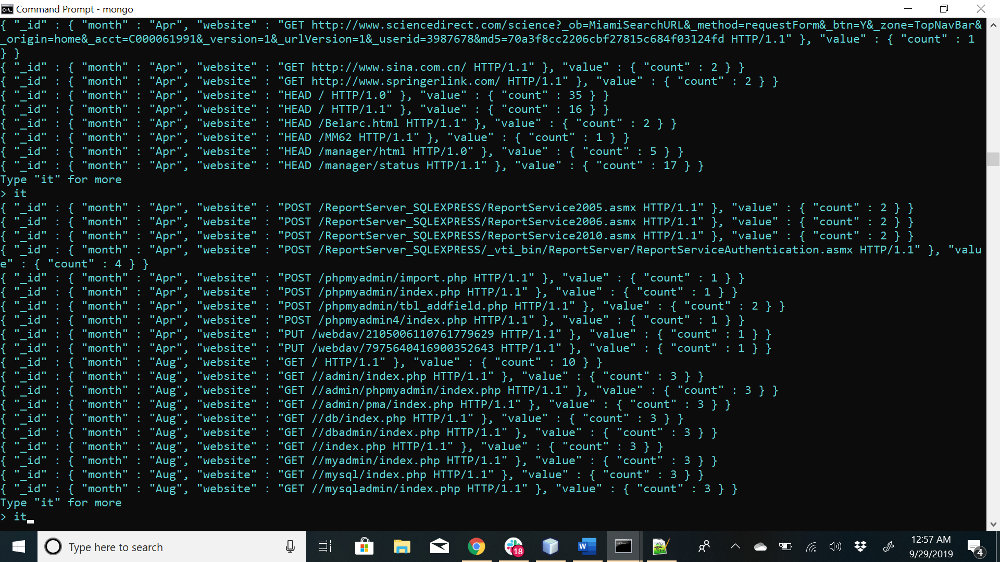 Command Prompt - mongo
{ "_id" : { "month" : "Apr", "website" : "GET http://www.sciencedirect.com/science?_ob=MiamiSearchURL&_method=requestForm&_btn=Y&_zone=TopNavBar&
_origin=home&_acct=C000061991&_version=1&_urlVersion=1&_userid=3987678&md5=70a3f8cc2206cbf27815c684f03124fd HTTP/1.1" }, "value" : { "count" : 1
} }
{ "_id" : { "month" : "Apr", "website" : "GET http://www.sina.com.cn/ HTTP/1.1" }, "value" : { "count" : 2 } }
{ "_id" : { "month" : "Apr", "website" : "GET http://www.springerlink.com/ HTTP/1.1" }, "value" : { "count" : 2 } }
{ "_id" : { "month" : "Apr", "website" : "HEAD / HTTP/1.0" }, "value" : { "count" : 35 } }
{ "_id" : { "month" : "Apr", "website" : "HEAD / HTTP/1.1" }, "value" : { "count" : 16 } }
{ "_id" : { "month" : "Apr", "website" : "HEAD /Belarc.html HTTP/1.1" }, "value" : { "count" : 2 } }
{ "_id" : { "month" : "Apr", "website" : "HEAD /MM62 HTTP/1.1" }, "value" : { "count" : 1 } }
{ "_id" : { "month" : "Apr", "website" : "HEAD /manager/html HTTP/1.0" }, "value" : { "count" : 5 } }
{ "_id" : { "month" : "Apr", "website" : "HEAD /manager/status HTTP/1.1" }, "value" : { "count" : 17 } }
Type "it" for more
> it
{ "_id" : { "month" : "Apr", "website" : "POST /ReportServer_SQLEXPRESS/ReportService2005.asmx HTTP/1.1" }, "value" : { "count" : 2 } }
{ "_id" : { "month" : "Apr", "website" : "POST /ReportServer_SQLEXPRESS/ReportService2006.asmx HTTP/1.1" }, "value" : { "count" : 2 } }
{ "_id" : { "month" : "Apr", "website" : "POST /ReportServer_SQLEXPRESS/ReportService2010.asmx HTTP/1.1" }, "value" : { "count" : 2 } }
{ "_id" : { "month" : "Apr", "website" : "POST /ReportServer_SQLEXPRESS/_vti_bin/ReportServer/ReportServiceAuthentication.asmx HTTP/1.1" }, "valu
e" : { "count" : 4 } }
{ "_id" : { "month" : "Apr", "website" : "POST /phpmyadmin/import.php HTTP/1.1" }, "value" : { "count" : 1 } }
{ "_id" : { "month" : "Apr", "website" : "POST /phpmyadmin/index.php HTTP/1.1" }, "value" : { "count" : 1 } }
{ "_id" : { "month" : "Apr", "website" : "POST /phpmyadmin/tbl_addfield.php HTTP/1.1" }, "value" : { "count" : 2 } }
{ "_id" : { "month" : "Apr", "website" : "POST /phpmyadmin4/index.php HTTP/1.1" }, "value" : { "count" : 1 } }
{ "_id" : { "month" : "Apr", "website" : "PUT /webdav/2105006110761779629 HTTP/1.1" }, "value" : { "count" : 1 } }
{ "_id" : { "month" : "Apr", "website" : "PUT /webdav/7975640416900352643 HTTP/1.1" }, "value" : { "count" : 1 } }
{ "_id" : { "month" : "Aug", "website" : "GET / HTTP/1.1" }, "value" : { "count" : 10 } }
{ "_id" : { "month" : "Aug", "website" : "GET //admin/index.php HTTP/1.1" }, "value" : { "count" : 3 } }
{ "_id" : { "month" : "Aug", "website" : "GET //admin/phpmyadmin/index.php HTTP/1.1" }, "value" : { "count" : 3 } }
{ "_id" : { "month" : "Aug", "website" : "GET //admin/pma/index.php HTTP/1.1" }, "value" : { "count" : 3 } }
{ "_id" : { "month" : "Aug", "website" : "GET //db/index.php HTTP/1.1" }, "value" : { "count" : 3 } }
{ "_id" : { "month" : "Aug", "website" : "GET //dbadmin/index.php HTTP/1.1" }, "value" : { "count" : 3 } }
{ "_id" : { "month" : "Aug", "website" : "GET //index.php HTTP/1.1" }, "value" : { "count" : 3 } }
{ "_id" : { "month" : "Aug", "website" : "GET //myadmin/index.php HTTP/1.1" }, "value" : { "count" : 3 } }
{ "_id" : { "month" : "Aug", "website" : "GET //mysql/index.php HTTP/1.1" }, "value" : { "count" : 3 } }
{ "_id" : { "month" : "Aug", "website" : "GET //mysqladmin/index.php HTTP/1.1" }, "value" : { "count" : 3 } }
Type "it" for more
> it
Type here to search
18
12:57 AM
9/29/2019
4